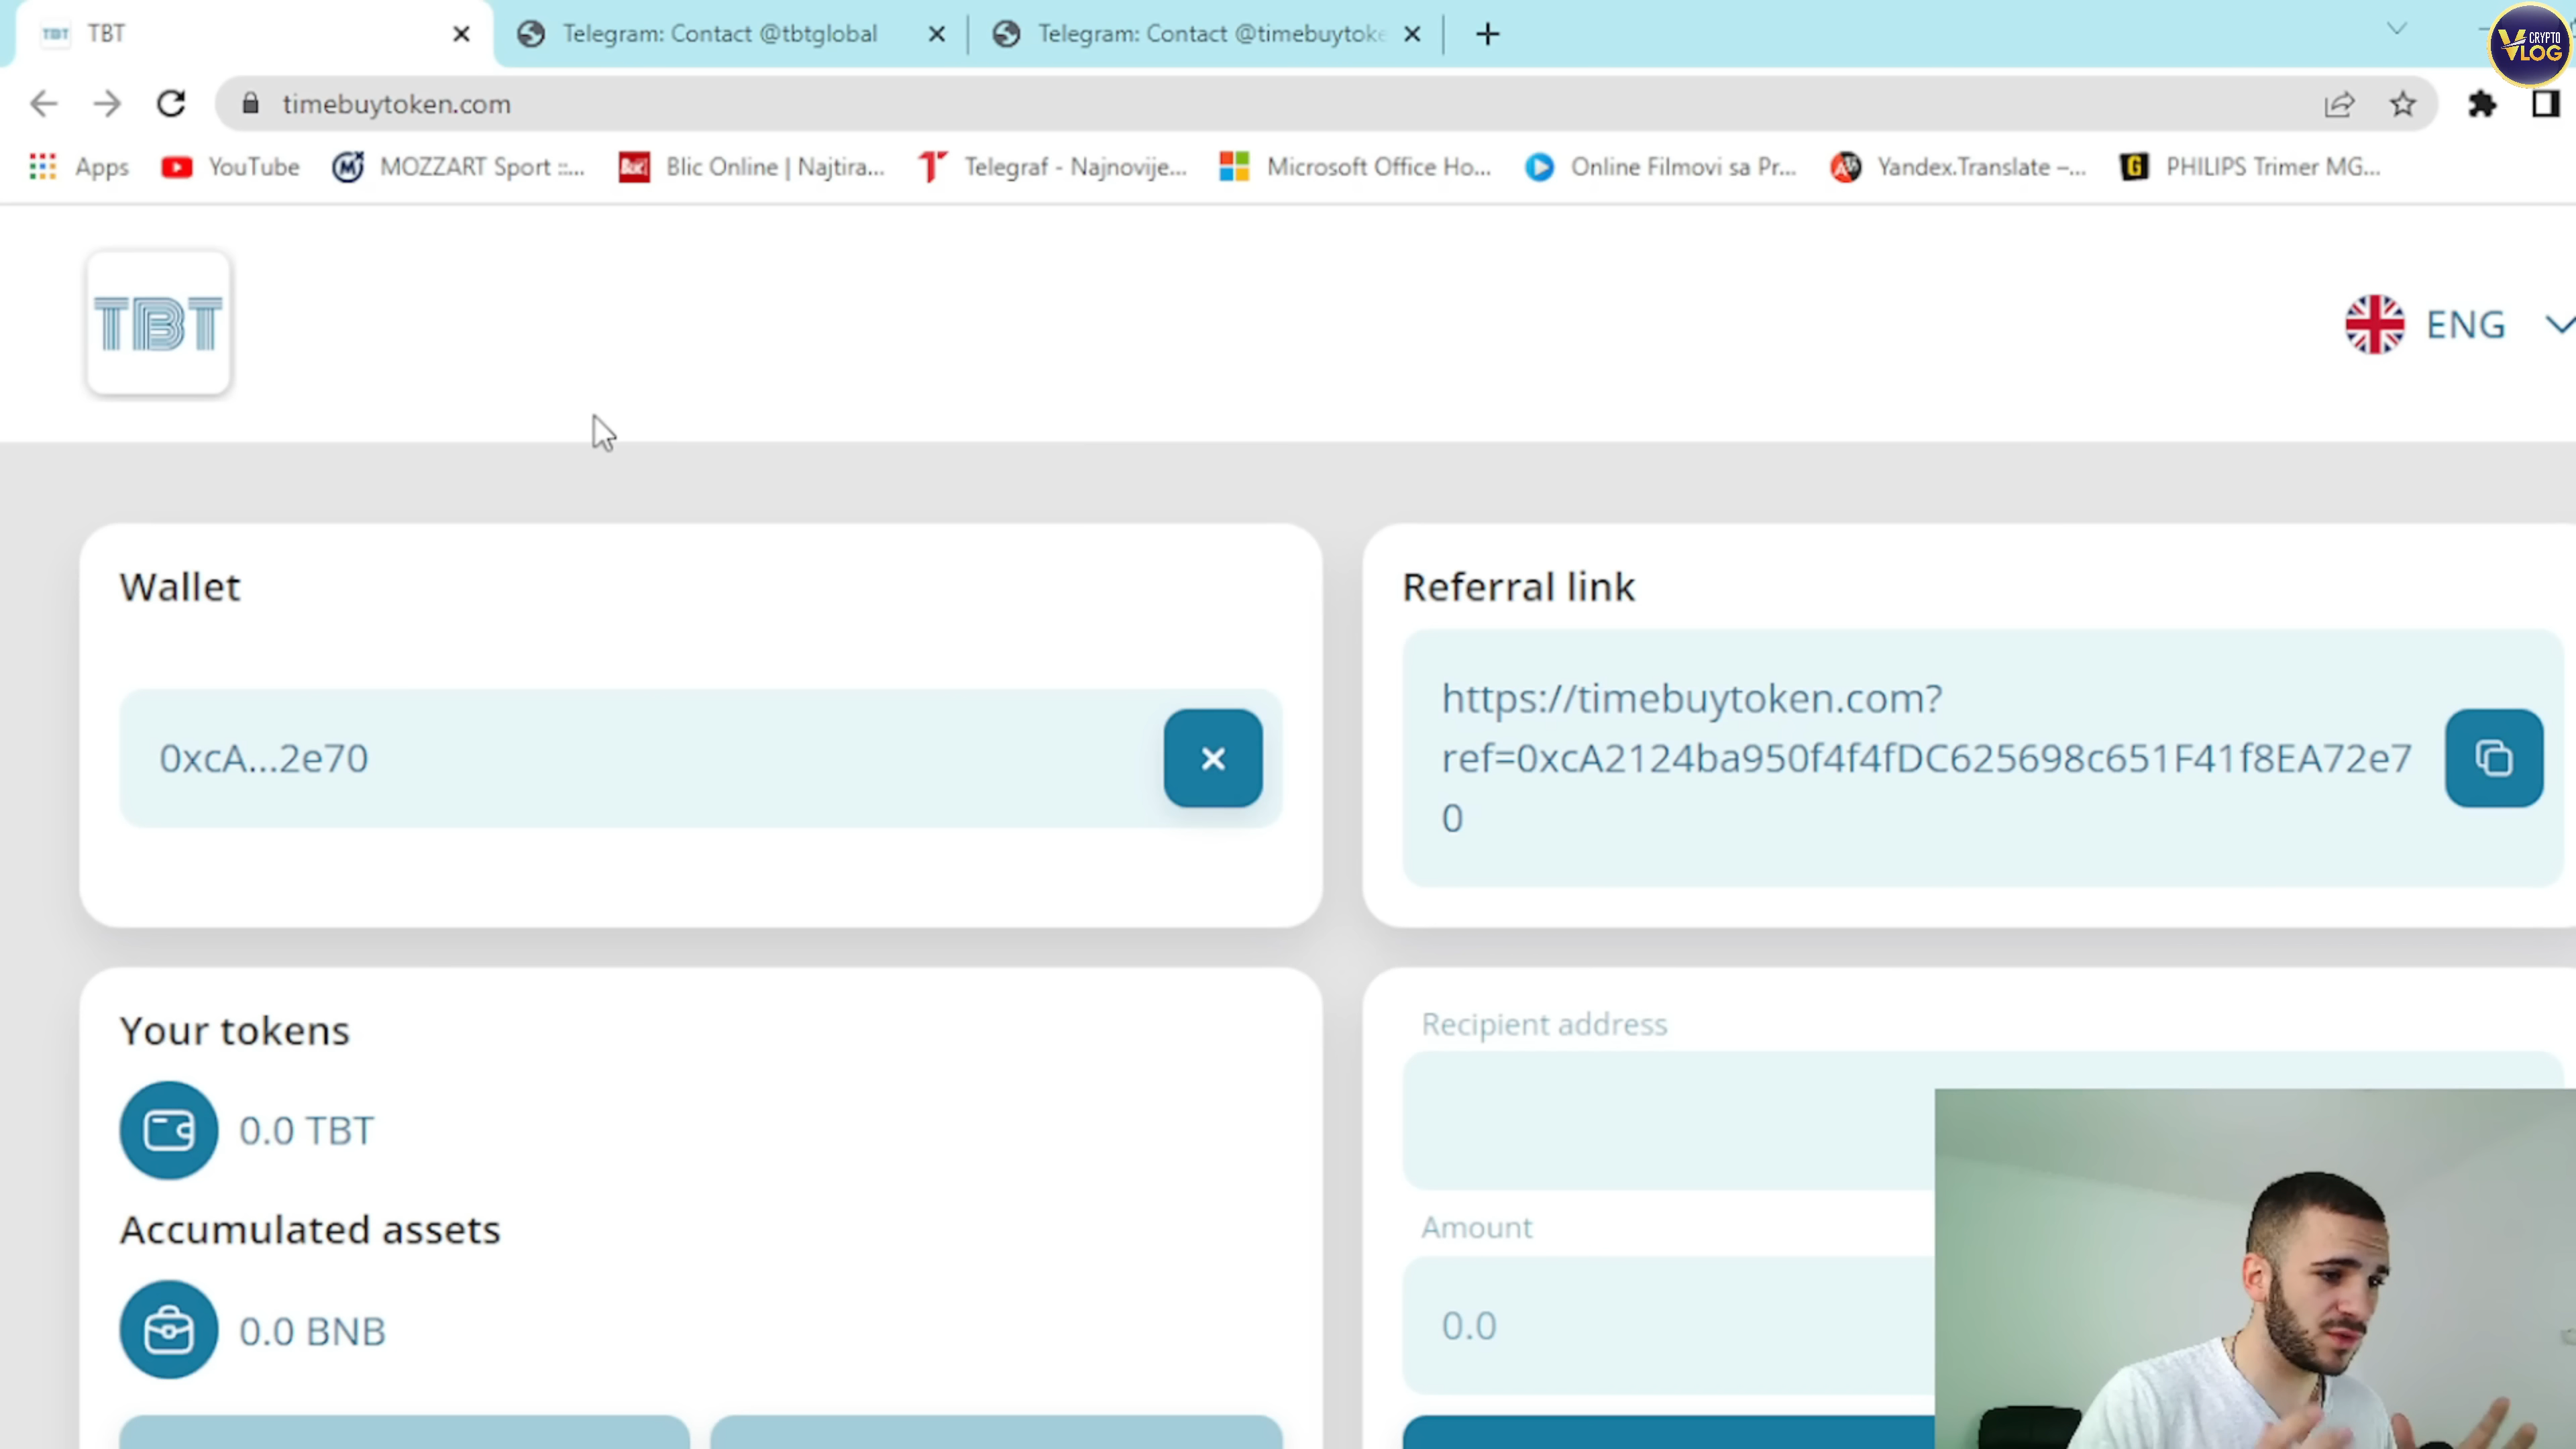 TBT TBT
Telegram: Contact @tbtglobal
Telegram: Contact @timebuytoke
CRYPTO
VLOG
timebuytoken.com
Apps
YouTube
MOZZART Sport ::...
Blic Online | Najtira...
Telegraf - Najnovije...
Microsoft Office Ho...
Online Filmovi sa Pr...
Yandex.Translate –...
PHILIPS Trimer MG...
TBT
ENG
Wallet
0xcA...2e70
Referral link
https://timebuytoken.com?
ref=0xcA2124ba950f4f4fDC625698c651F41f8EA72e7
0
Your tokens
0.0 TBT
Accumulated assets
0.0 BNB
Recipient address
Amount
0.0